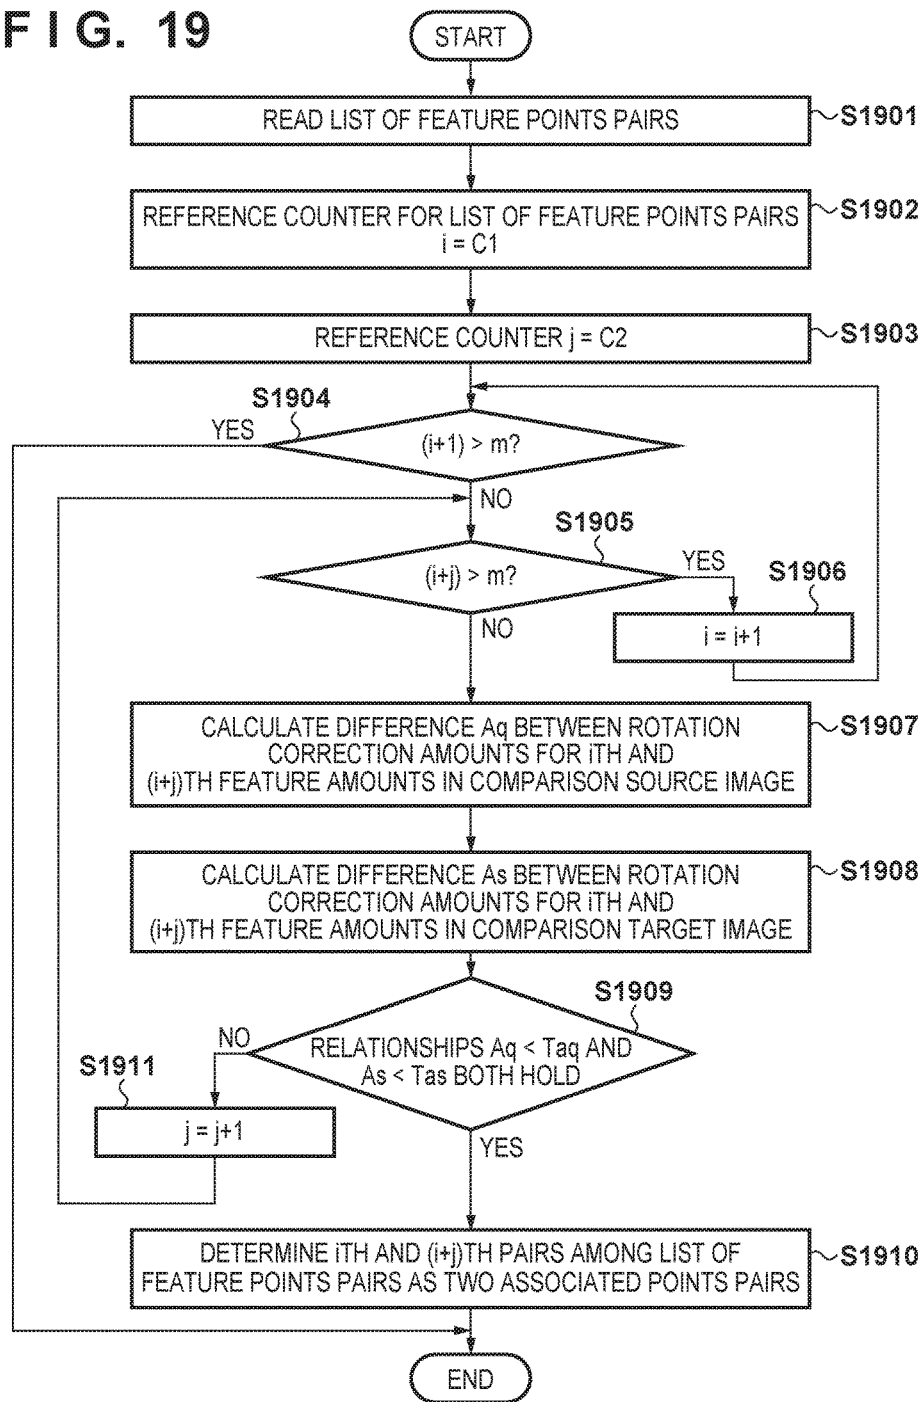 FIG. 19
START
READ LIST OF FEATURE POINTS PAIRS
S1901
REFERENCE COUNTER FOR LIST OF FEATURE POINTS PAIRS
i = C1
S1902
REFERENCE COUNTER j = C2
S1903
S1904
YES
(i+1) > m?
NO
S1905
(i+j) > m?
YES
S1906
NO
i = i+1
CALCULATE DIFFERENCE Aq BETWEEN ROTATION
CORRECTION AMOUNTS FOR iTH AND
(i+j)TH FEATURE AMOUNTS IN COMPARISON SOURCE IMAGE
S1907
CALCULATE DIFFERENCE As BETWEEN ROTATION
CORRECTION AMOUNTS FOR iTH AND
(i+j)TH FEATURE AMOUNTS IN COMPARISON TARGET IMAGE
S1908
S1909
NO
RELATIONSHIPS Aq < Taq AND
As < Tas BOTH HOLD
S1911
j = j+1
YES
DETERMINE iTH AND (i+j)TH PAIRS AMONG LIST OF
FEATURE POINTS PAIRS AS TWO ASSOCIATED POINTS PAIRS
S1910
END